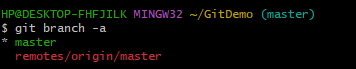 HP@DESKTOP-FHFJILK MINGW32 ~/GitDemo (master)
$ git branch -a
* master
  remotes/origin/master